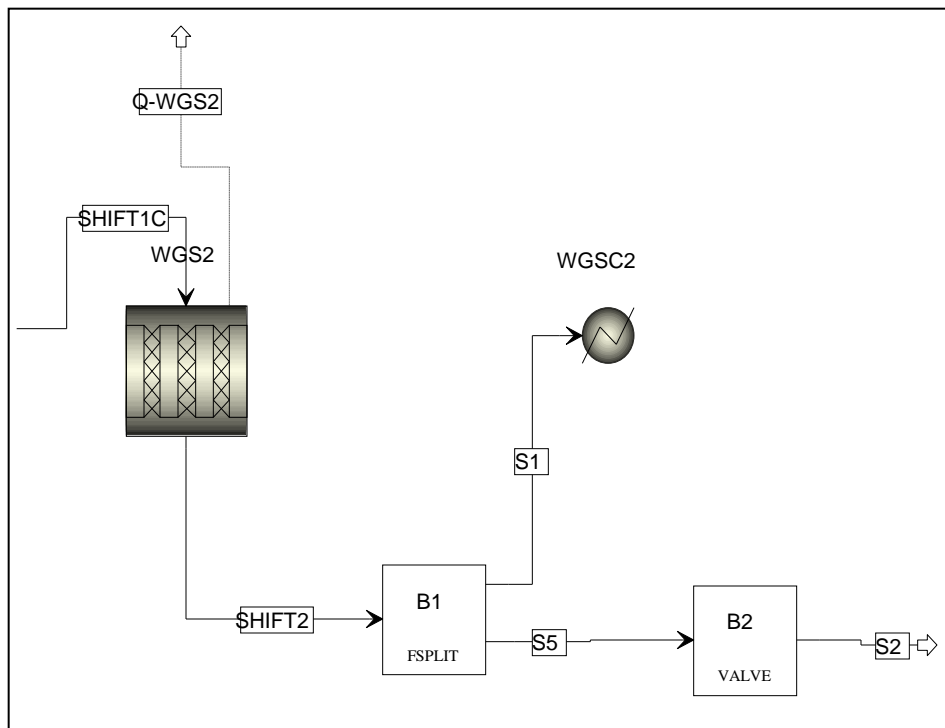 Q-WGS2
SHIFT1C
WGS2
WGSC2
S1
B1
FSPLIT
SHIFT2
S5
B2
VALVE
S2